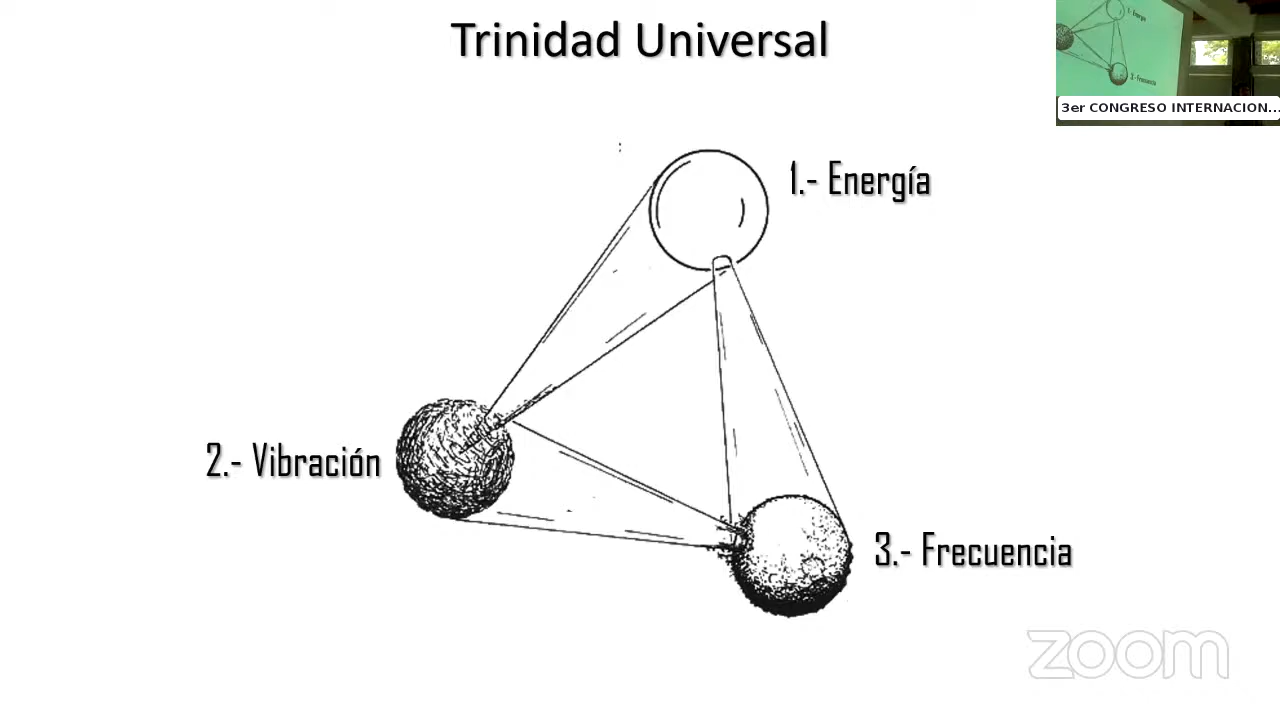 Trinidad Universal
3er CONGRESO INTERNACION...
1.- Energía
2.- Vibración
3.- Frecuencia
zoom